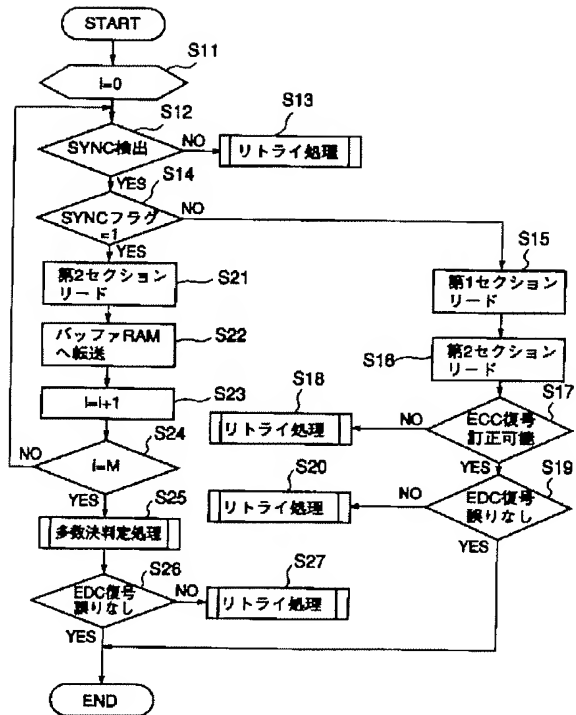 START
S11
i=0
S12
SYNC検出
NO
S13
リトライ処理
YES
S14
SYNCフラグ
=1
NO
YES
S21
第2セクション
リード
S22
バッファRAM
へ転送
S23
i=i+1
S24
NO
i=M
YES
S25
多数決判定処理
S26
EDC復号
誤りなし
NO
S27
リトライ処理
YES
END
S15
第1セクション
リード
S16
第2セクション
リード
S17
ECC復号
訂正可能
NO
S18
リトライ処理
YES
S19
EDC復号
誤りなし
NO
S20
リトライ処理
YES